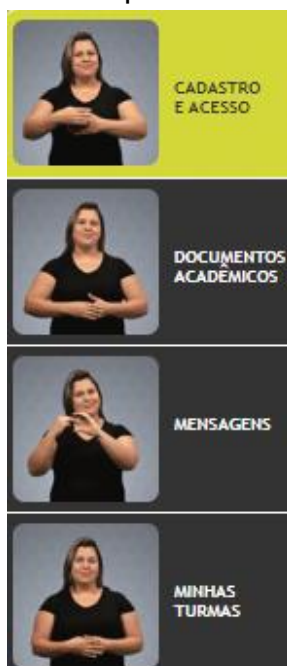 CADASTRO
E ACESSO
DOCUMENTOS
ACADÊMICOS
MENSAGENS
MINHAS
TURMAS